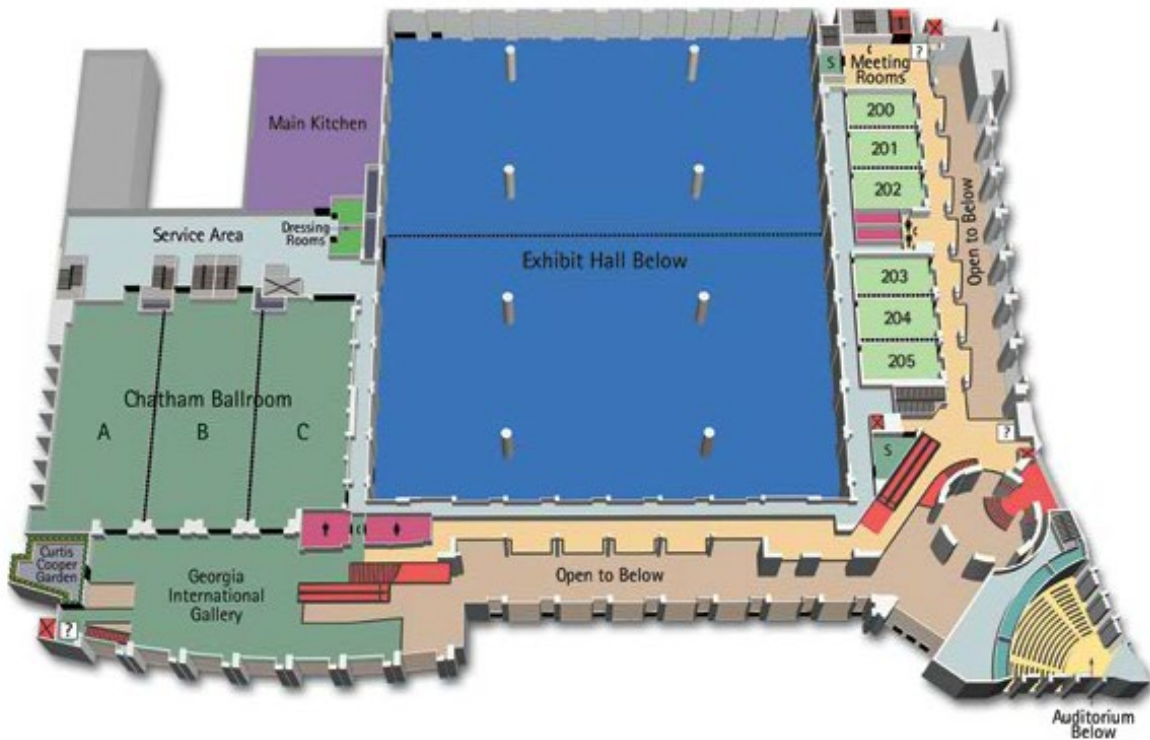 Main Kitchen
Dressing
Rooms
Service Area
Exhibit Hall Below
S
?
Meeting
Rooms
200
201
202
203
204
205
Open to Below
?
S
Chatham Ballroom
A
B
C
Curtis
Cooper
Garden
Georgia
International
Gallery
Open to Below
?
Auditorium
Below